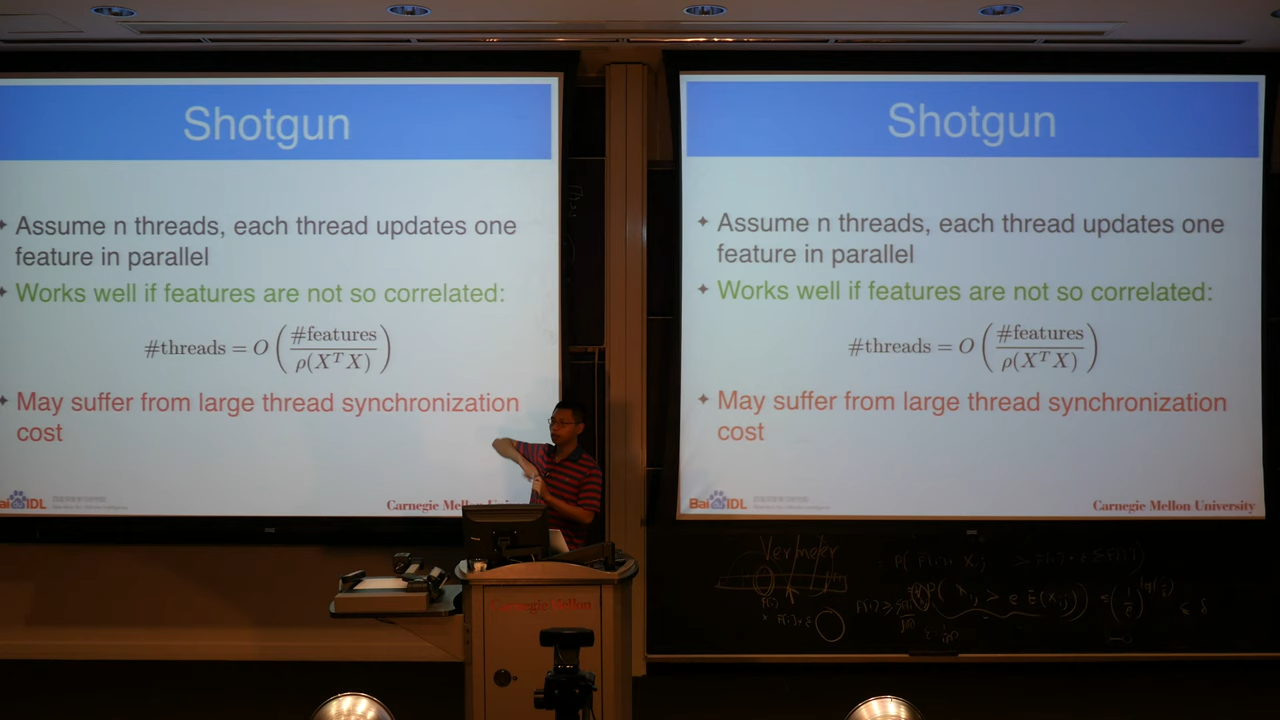 Shotgun
Assume n threads, each thread updates one
feature in parallel
Works well if features are not so correlated:
#threads = O ( #features / ρ(X^T X) )
May suffer from large thread synchronization
cost
Bai IDL
Carnegie Mellon
Shotgun
Assume n threads, each thread updates one
feature in parallel
Works well if features are not so correlated:
#threads = O ( #features / ρ(X^T X) )
May suffer from large thread synchronization
cost
Bai IDL
Carnegie Mellon University
Carnegie Mellon